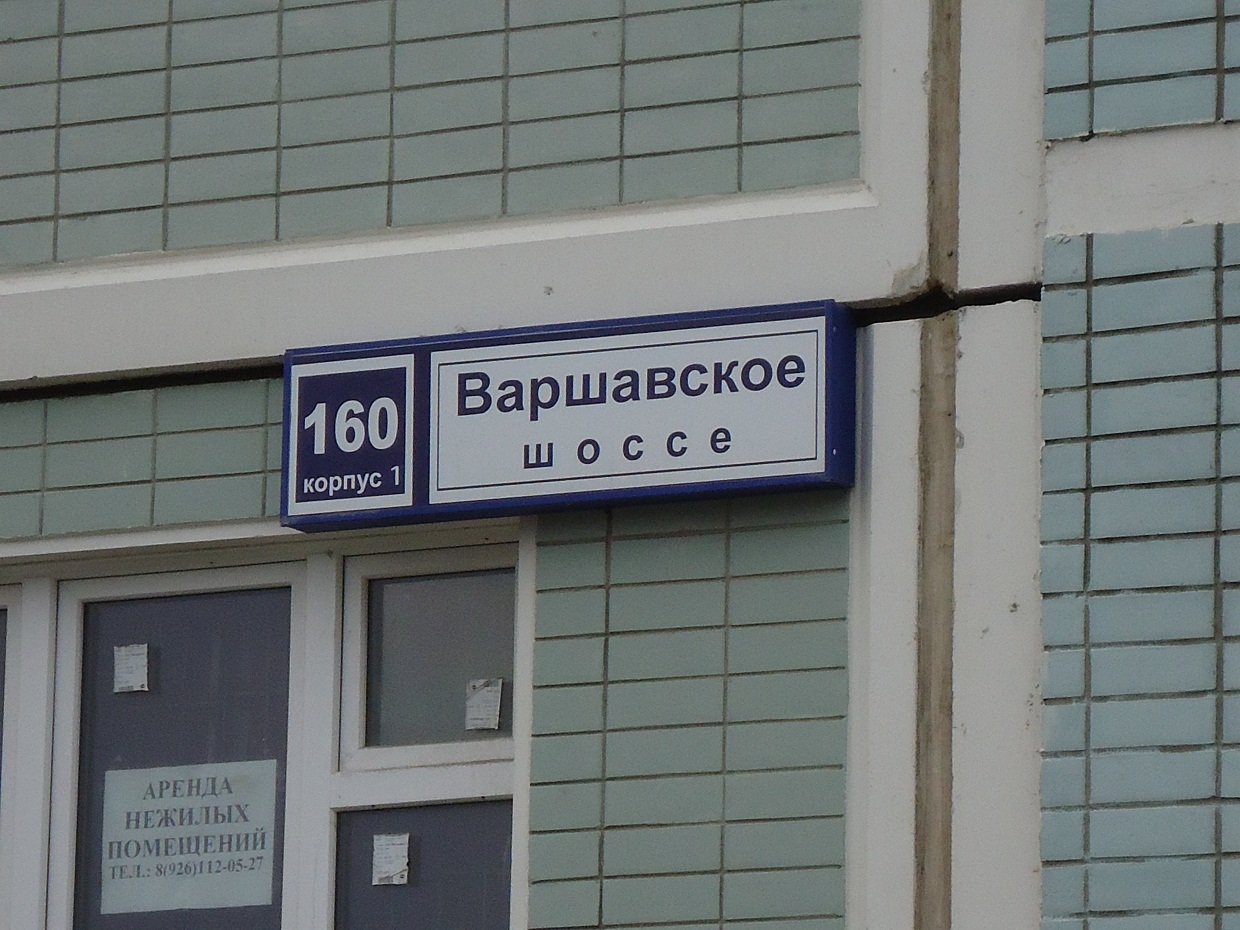 160
корпус 1
Варшавское
шоссе
АРЕНДА
НЕЖИЛЫХ
ПОМЕЩЕНИЙ
ТЕЛ.: 8(926)112-05-27